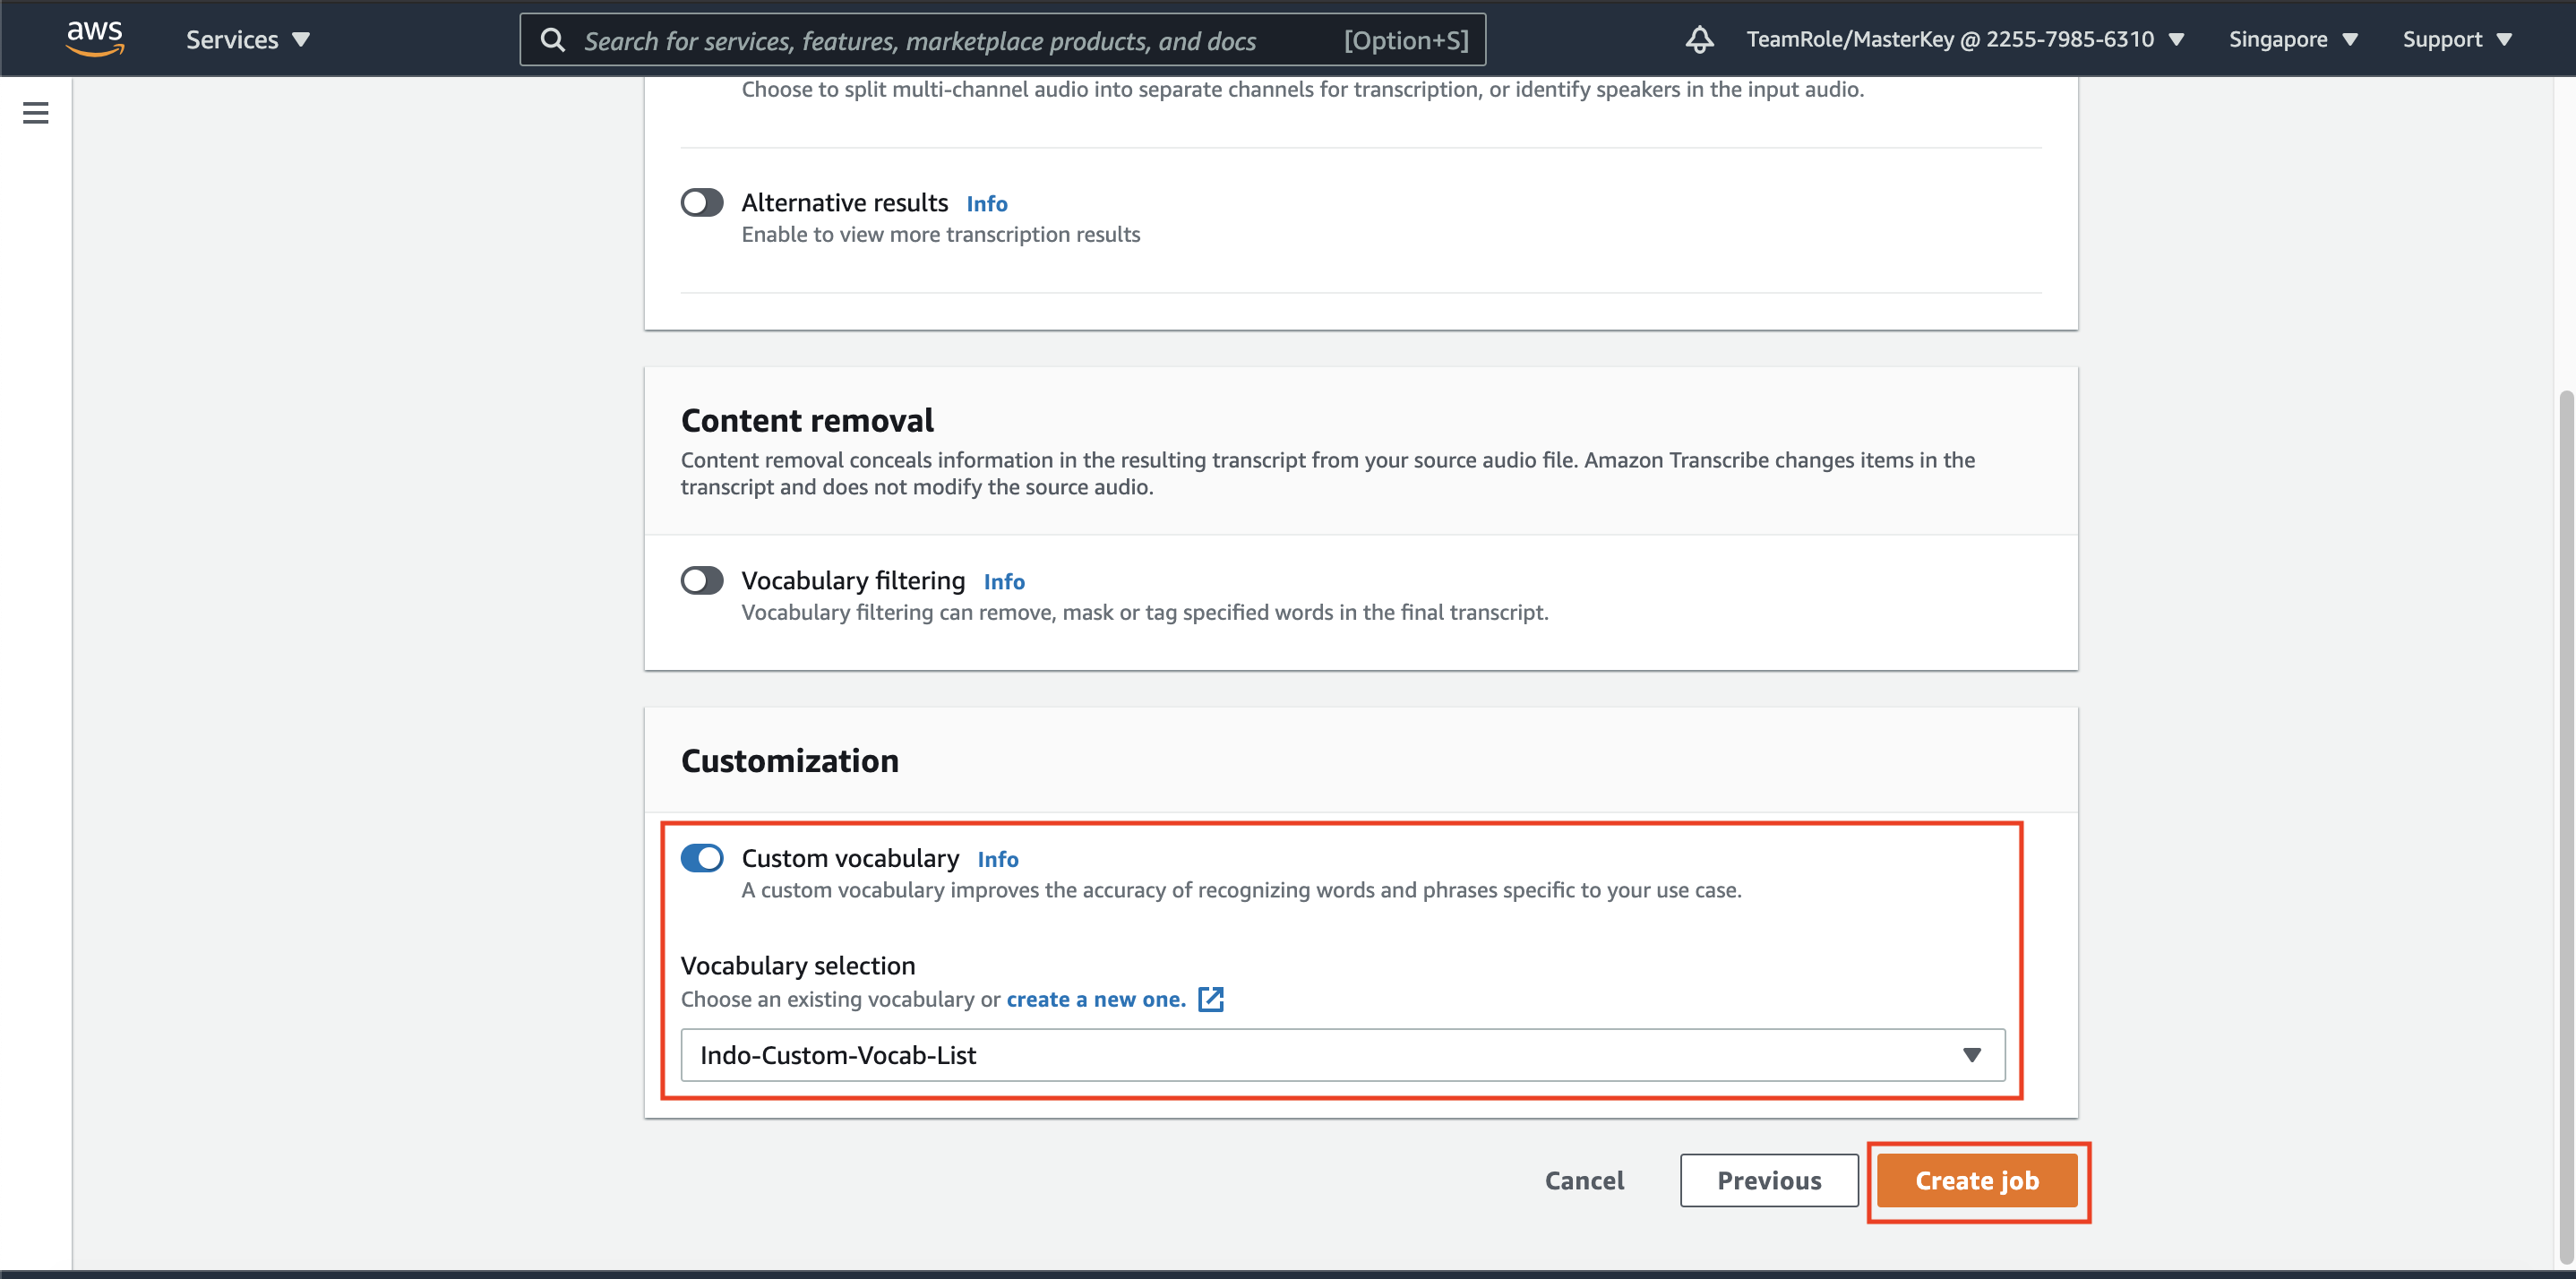 aws
Services
Search for services, features, marketplace products, and docs
[Option+S]
TeamRole/MasterKey @ 2255-7985-6310
Singapore
Support
Choose to split multi-channel audio into separate channels for transcription, or identify speakers in the input audio.
Alternative results Info
Enable to view more transcription results
Content removal
Content removal conceals information in the resulting transcript from your source audio file. Amazon Transcribe changes items in the
transcript and does not modify the source audio.
Vocabulary filtering Info
Vocabulary filtering can remove, mask or tag specified words in the final transcript.
Customization
Custom vocabulary Info
A custom vocabulary improves the accuracy of recognizing words and phrases specific to your use case.
Vocabulary selection
Choose an existing vocabulary or create a new one.
Indo-Custom-Vocab-List
Cancel
Previous
Create job